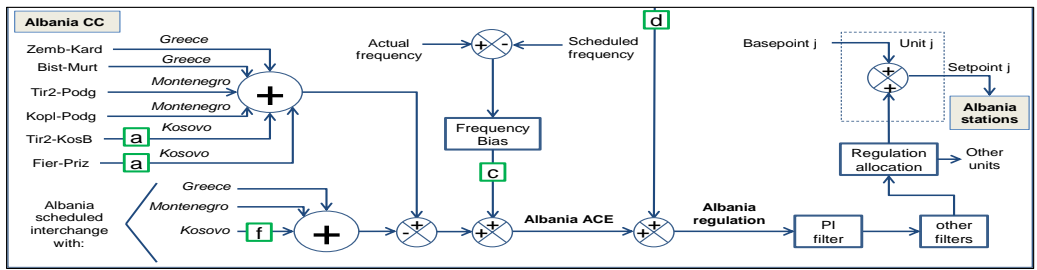 Albania CC
Zemb-Kard
Greece
Bist-Murt
Greece
Tir2-Podg
Montenegro
Kopl-Podg
Montenegro
Tir2-KosB
a
Kosovo
Fier-Priz
a
Kosovo
+
Albania
scheduled
interchange
with:
Greece
Montenegro
Kosovo
f
+
- +
Actual
frequency
+ -
Scheduled
frequency
Frequency
Bias
c
+ +
Albania ACE
d
+ +
Albania
regulation
PI
filter
other
filters
Regulation
allocation
Other
units
Basepoint j
Unit j
+
+
Setpoint j
Albania
stations